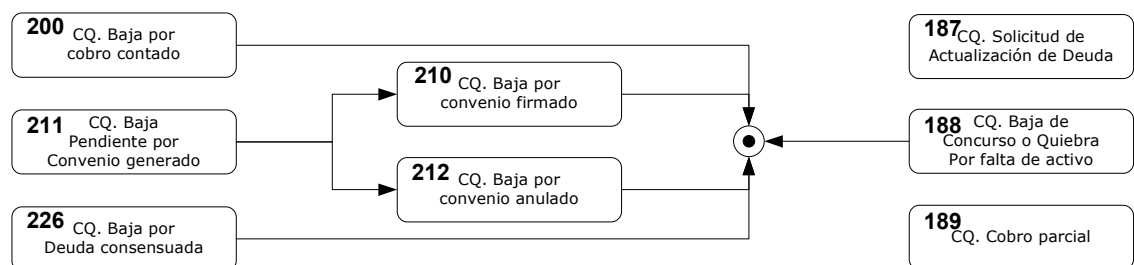 200 CQ. Baja por
cobro contado
211 CQ. Baja
Pendiente por
Convenio generado
226 CQ. Baja por
Deuda consensuada
210 CQ. Baja por
convenio firmado
212 CQ. Baja por
convenio anulado
187 CQ. Solicitud de
Actualización de Deuda
188 CQ. Baja de
Concurso o Quiebra
Por falta de activo
189
CQ. Cobro parcial